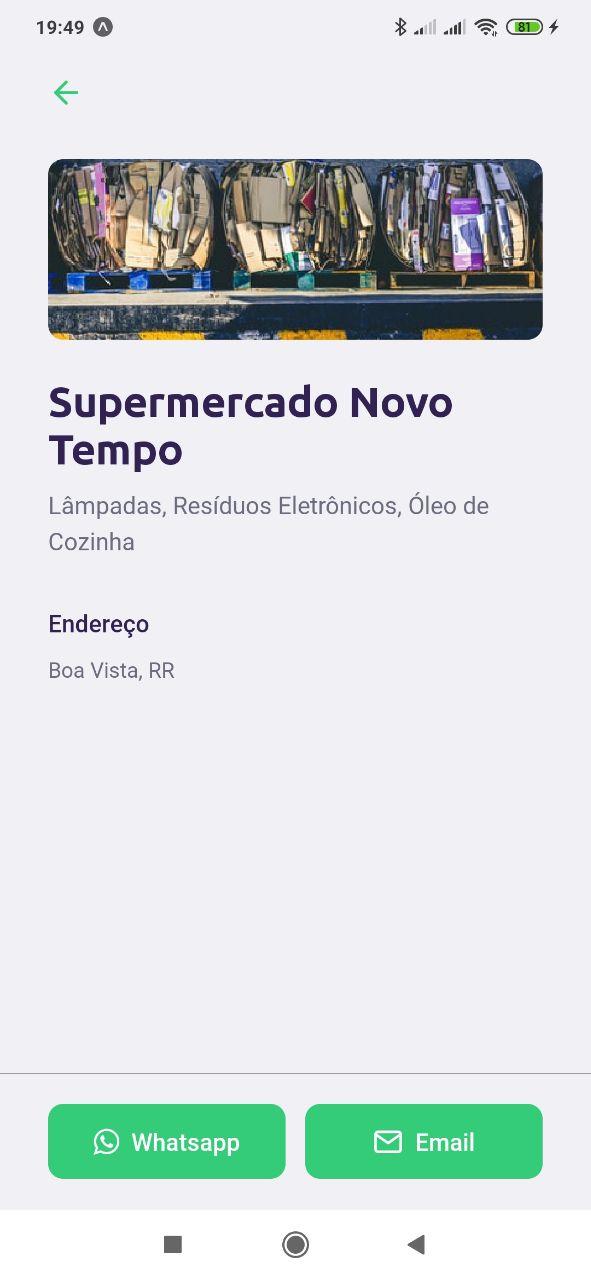 19:49
81
Supermercado Novo
Tempo
Lâmpadas, Resíduos Eletrônicos, Óleo de
Cozinha
Endereço
Boa Vista, RR
Whatsapp
Email